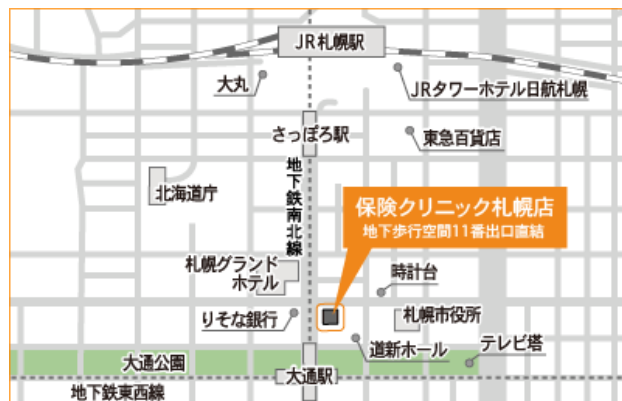 JR札幌駅
大丸
JRタワーホテル日航札幌
さっぽろ駅
東急百貨店
地下鉄南北線
北海道庁
保険クリニック札幌店
地下歩行空間11番出口直結
札幌グランド
ホテル
時計台
りそな銀行
札幌市役所
道新ホール
テレビ塔
大通公園
大通駅
地下鉄東西線